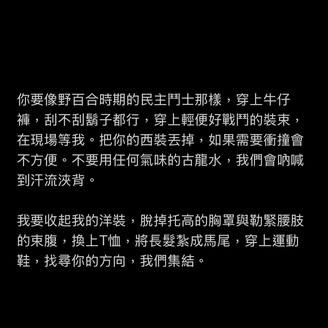 你要像野百合時期的民主鬥士那樣，穿上牛仔
褲，刮不刮鬍子都行，穿上輕便好戰鬥的裝束，
在現場等我。把你的西裝丟掉，如果需要衝撞會
不方便。不要用任何氣味的古龍水，我們會吶喊
到汗流浹背。
我要收起我的洋裝，脫掉托高的胸罩與勒緊腰肢
的束腹，換上T恤，將長髮紮成馬尾，穿上運動
鞋，找尋你的方向，我們集結。